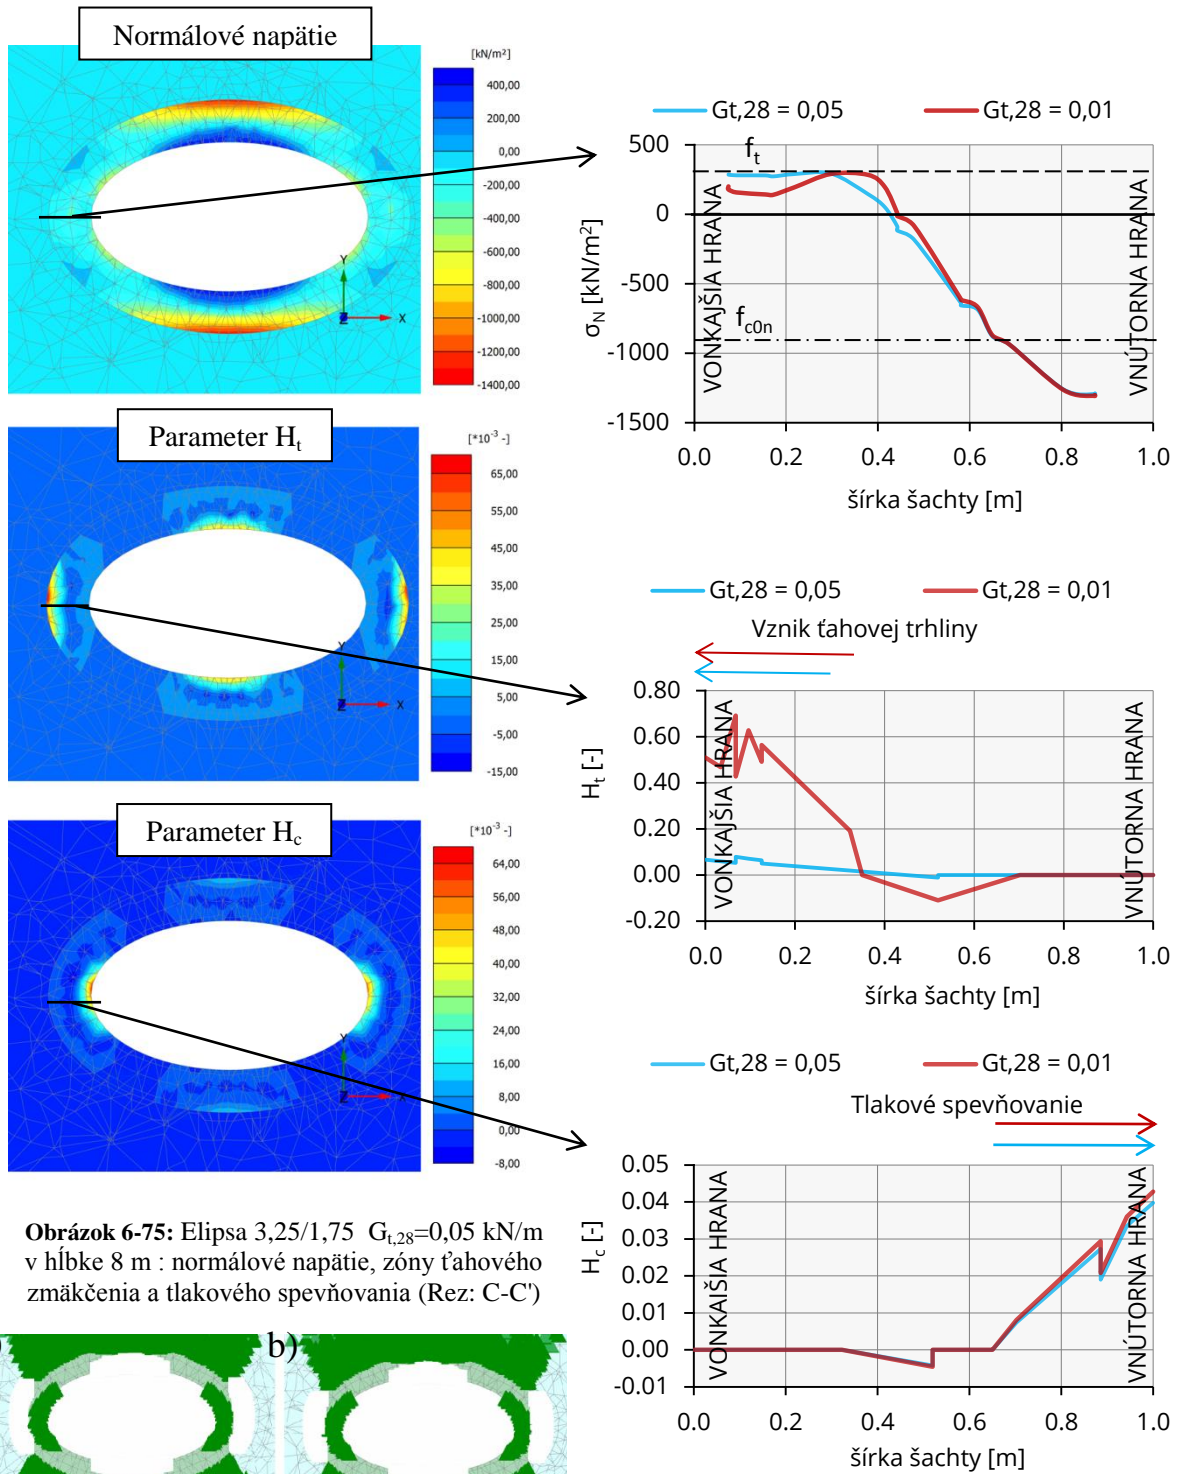 Normálové napätie
[kN/m²]
400,00
200,00
0,00
-200,00
-400,00
-600,00
-800,00
-1000,00
-1200,00
-1400,00
Y
X
Z
Gt,28 = 0,05
Gt,28 = 0,01
500
0
-500
-1000
-1500
σN [kN/m²]
ft
fc0n
VONKAJŠIA HRANA
VNÚTORNA HRANA
0.0 0.2 0.4 0.6 0.8 1.0
šírka šachty [m]
Parameter Ht
[*10⁻³ -]
65,00
55,00
45,00
35,00
25,00
15,00
5,00
-5,00
-15,00
Y
X
Z
Gt,28 = 0,05
Gt,28 = 0,01
Vznik ťahovej trhliny
0.80
0.60
0.40
0.20
0.00
-0.20
Ht [-]
VONKAJŠIA HRANA
VNÚTORNA HRANA
0.0 0.2 0.4 0.6 0.8 1.0
šírka šachty [m]
Parameter Hc
[*10⁻³ -]
64,00
56,00
48,00
40,00
32,00
24,00
16,00
8,00
0,00
-8,00
Y
X
Z
Gt,28 = 0,05
Gt,28 = 0,01
Tlakové spevňovanie
0.05
0.04
0.03
0.02
0.01
0.00
-0.01
Hc [-]
VONKAJŠIA HRANA
VNÚTORNA HRANA
0.0 0.2 0.4 0.6 0.8 1.0
šírka šachty [m]
Obrázok 6-75: Elipsa 3,25/1,75 Gt,28=0,05 kN/m
v hĺbke 8 m : normálové napätie, zóny ťahového
zmäkčenia a tlakového spevňovania (Rez: C-C')
)
b)